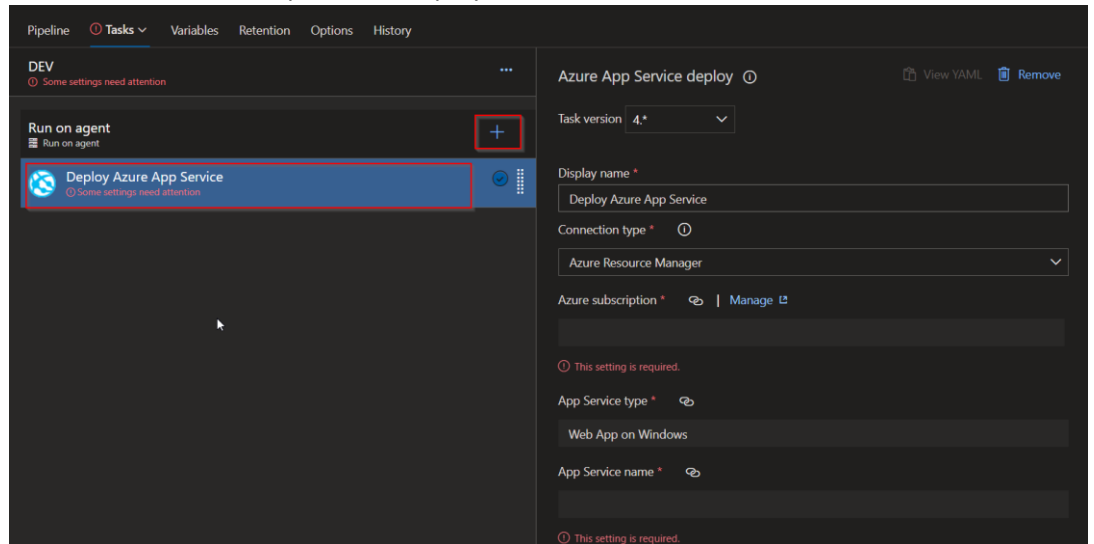 Pipeline Tasks Variables Retention Options History
DEV
Some settings need attention
Run on agent
Run on agent
Deploy Azure App Service
Some settings need attention
Azure App Service deploy
View YAML Remove
Task version 4.*
Display name *
Deploy Azure App Service
Connection type *
Azure Resource Manager
Azure subscription * | Manage
This setting is required.
App Service type *
Web App on Windows
App Service name *
This setting is required.